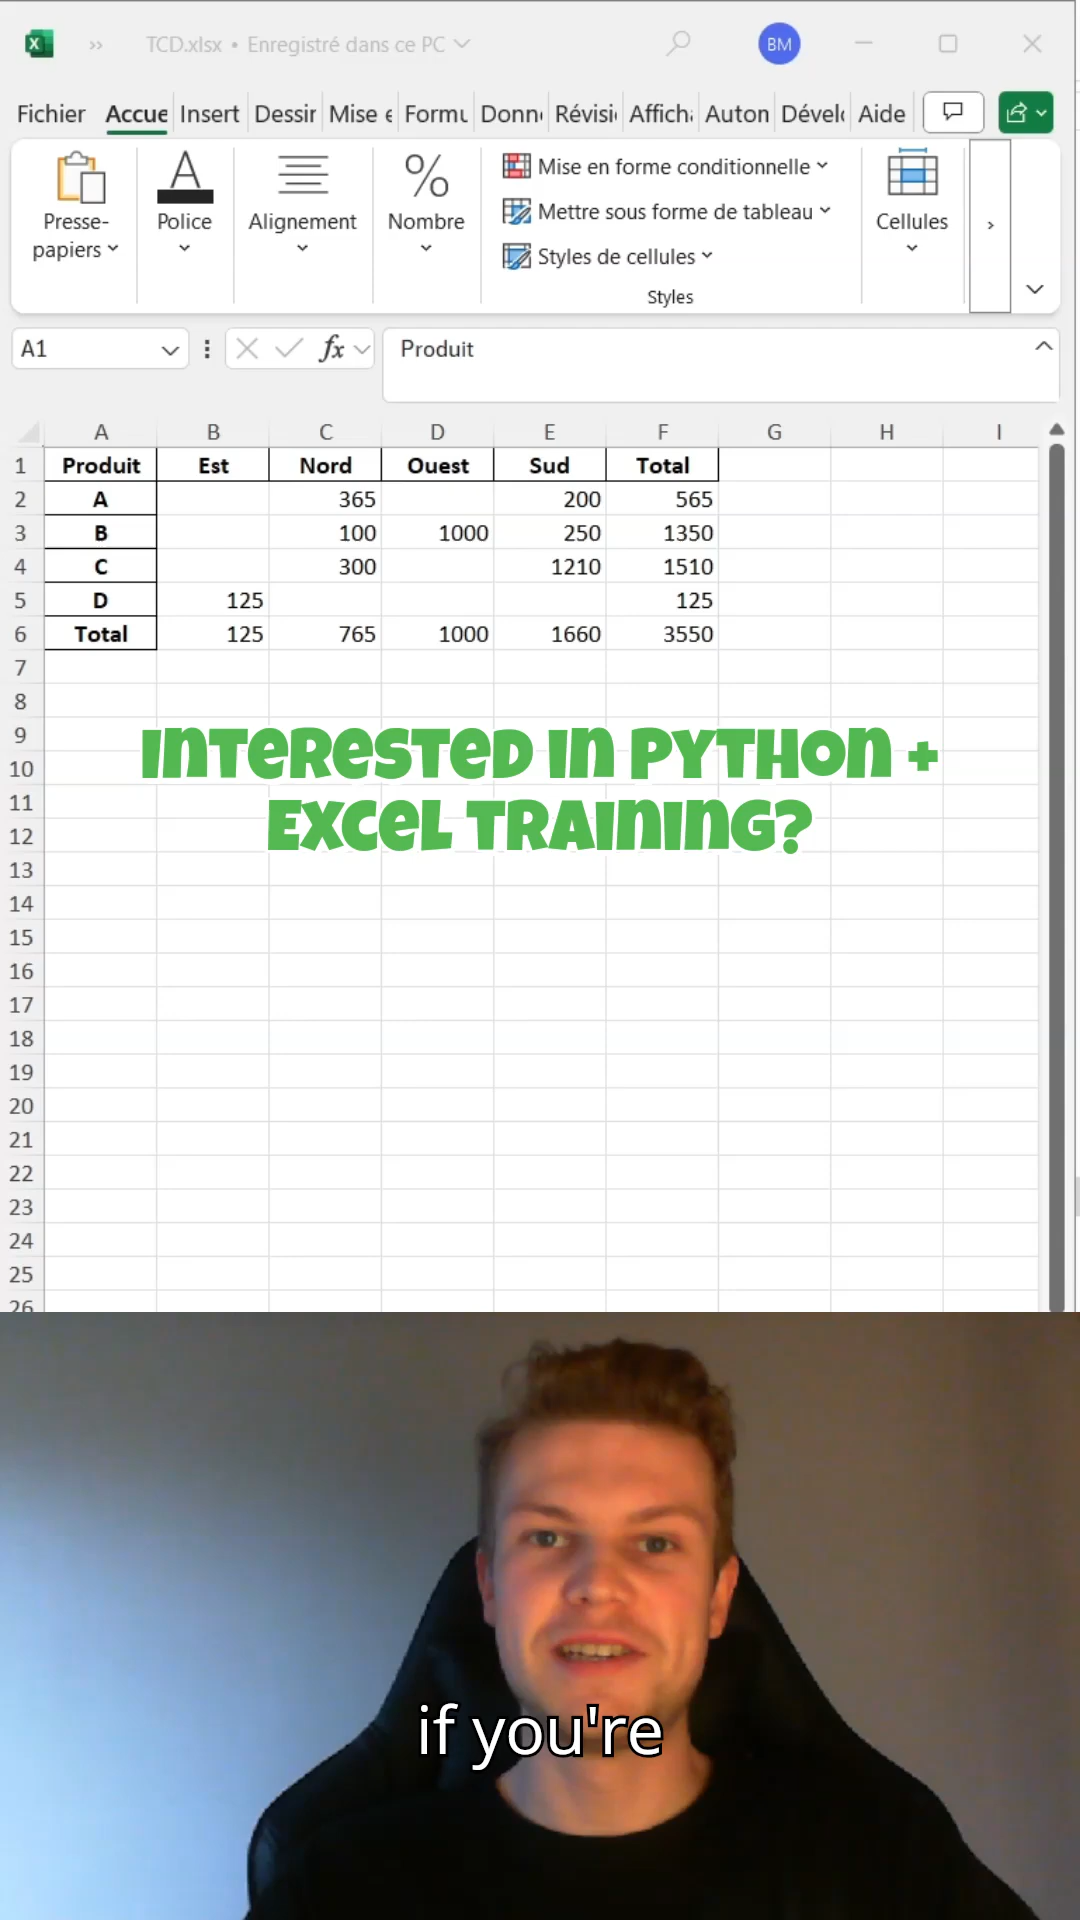 TCD.xlsx • Enregistré dans ce PC
BM
Fichier Accue Insert Dessir Mise e Formu Donn Révisi Affich Auton Dével Aide
Presse-papiers
Police
Alignement
%
Nombre
Mise en forme conditionnelle
Mettre sous forme de tableau
Styles de cellules
Styles
Cellules
A1
fx
Produit
A B C D E F G H I
1 Produit Est Nord Ouest Sud Total
2 A 365 200 565
3 B 100 1000 250 1350
4 C 300 1210 1510
5 D 125 125
6 Total 125 765 1000 1660 3550
7
8
9
10
11
12
13
14
15
16
17
18
19
20
21
22
23
24
25
26
INTERESTED IN PYTHON +
EXCEL TRAINING?
if you're